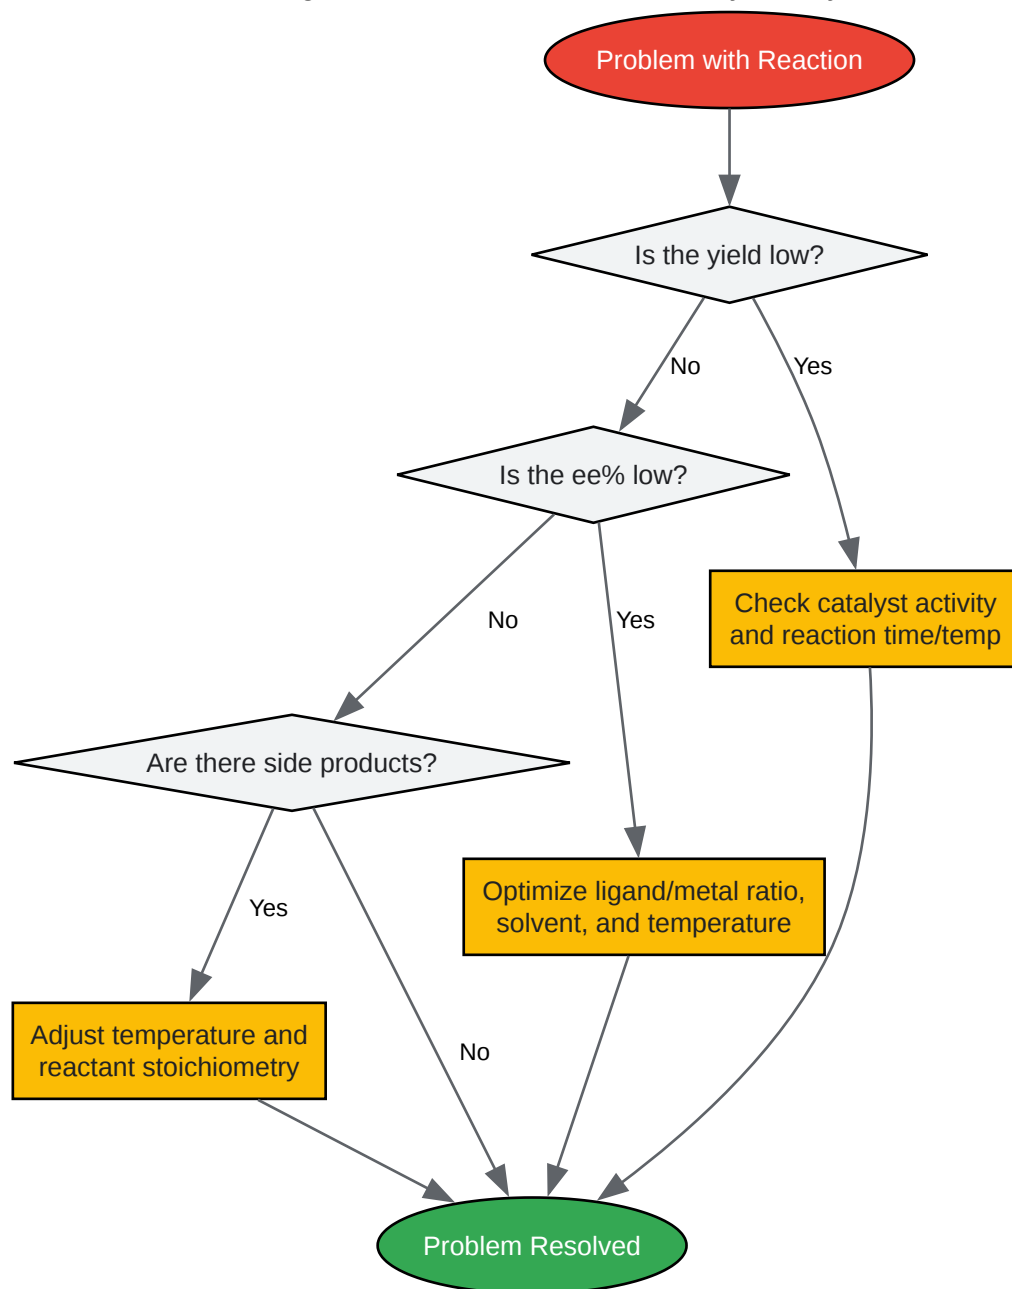 Problem with Reaction
Is the yield low?
No
Yes
Is the ee% low?
No
Yes
Check catalyst activity
and reaction time/temp
Are there side products?
Yes
Optimize ligand/metal ratio,
solvent, and temperature
Adjust temperature and
reactant stoichiometry
No
Problem Resolved